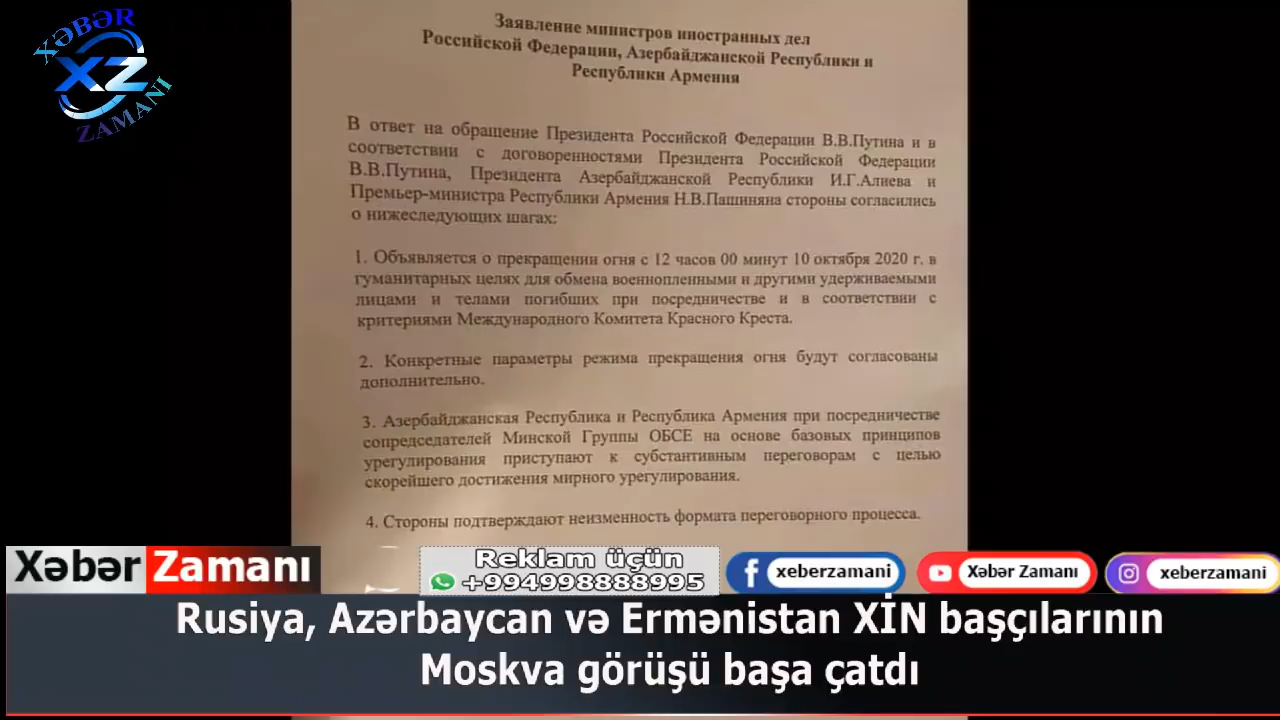 XƏBƏR
XZ
ZAMANI
Заявление министров иностранных дел
Российской Федерации, Азербайджанской Республики и
Республики Армения
В ответ на обращение Президента Российской Федерации В.В.Путина и в
соответствии с договоренностями Президента Российской Федерации
В.В.Путина, Президента Азербайджанской Республики И.Г.Алиева и
Премьер-министра Республики Армения Н.В.Пашиняна стороны согласились
о нижеследующих шагах:
1. Объявляется о прекращении огня с 12 часов 00 минут 10 октября 2020 г. в
гуманитарных целях для обмена военнопленными и другими удерживаемыми
лицами и телами погибших при посредничестве и в соответствии с
критериями Международного Комитета Красного Креста.
2. Конкретные параметры режима прекращения огня будут согласованы
дополнительно.
3. Азербайджанская Республика и Республика Армения при посредничестве
сопредседателей Минской Группы ОБСЕ на основе базовых принципов
урегулирования приступают к субстантивным переговорам с целью
скорейшего достижения мирного урегулирования.
4. Стороны подтверждают неизменность формата переговорного процесса.
Xəbər Zamanı
Reklam üçün
+994998888995
xeberzamani
Xəbər Zamanı
xeberzamani
Rusiya, Azərbaycan və Ermənistan XİN başçılarının
Moskva görüşü başa çatdı